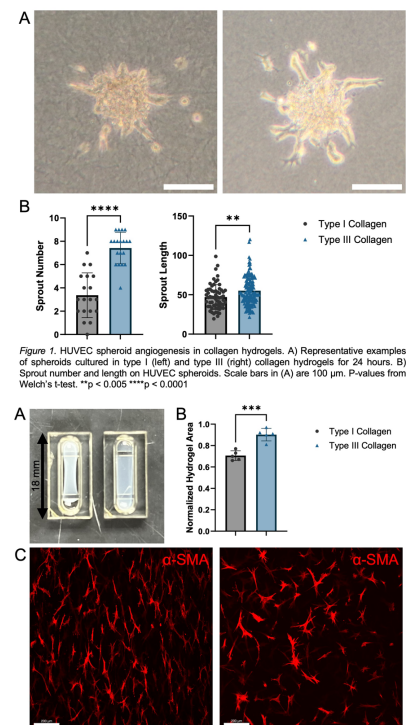 A
B
****
**
Sprout Number
10
8
6
4
2
0
Sprout Length
150
100
50
0
Type I Collagen
Type III Collagen
Figure 1. HUVEC spheroid angiogenesis in collagen hydrogels. A) Representative examples
of spheroids cultured in type I (left) and type III (right) collagen hydrogels for 24 hours. B)
Sprout number and length on HUVEC spheroids. Scale bars in (A) are 100 µm. P-values from
Welch's t-test. **p < 0.005 ****p < 0.0001
A
18 mm
B
***
Normalized Hydrogel Area
1.0
0.8
0.6
0.4
0.2
0.0
Type I Collagen
Type III Collagen
C
α-SMA
α-SMA